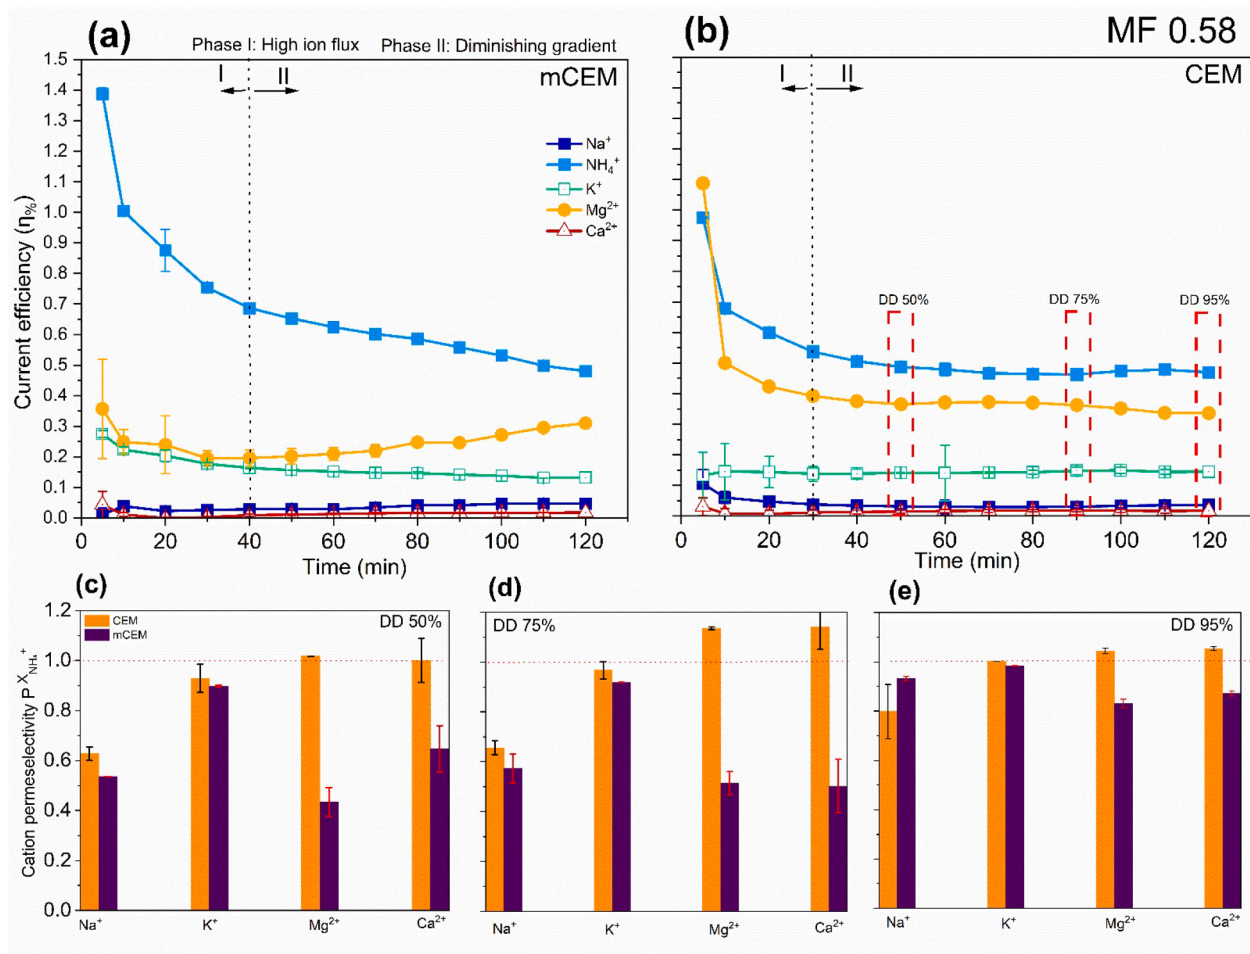 (a)
Phase I: High ion flux Phase II: Diminishing gradient
I II
mCEM
Na⁺
NH₄⁺
K⁺
Mg²⁺
Ca²⁺
Current efficiency (η%)
1.5
1.4
1.3
1.2
1.1
1.0
0.9
0.8
0.7
0.6
0.5
0.4
0.3
0.2
0.1
0.0
0 20 40 60 80 100 120
Time (min)
(b)
MF 0.58
I II
CEM
DD 50% DD 75% DD 95%
0 20 40 60 80 100 120
Time (min)
(c)
CEM
mCEM
DD 50%
Cation permeselectivity P X NH₄⁺
1.2
1.0
0.8
0.6
0.4
0.2
0.0
Na⁺ K⁺ Mg²⁺ Ca²⁺
(d)
DD 75%
Na⁺ K⁺ Mg²⁺ Ca²⁺
(e)
DD 95%
Na⁺ K⁺ Mg²⁺ Ca²⁺